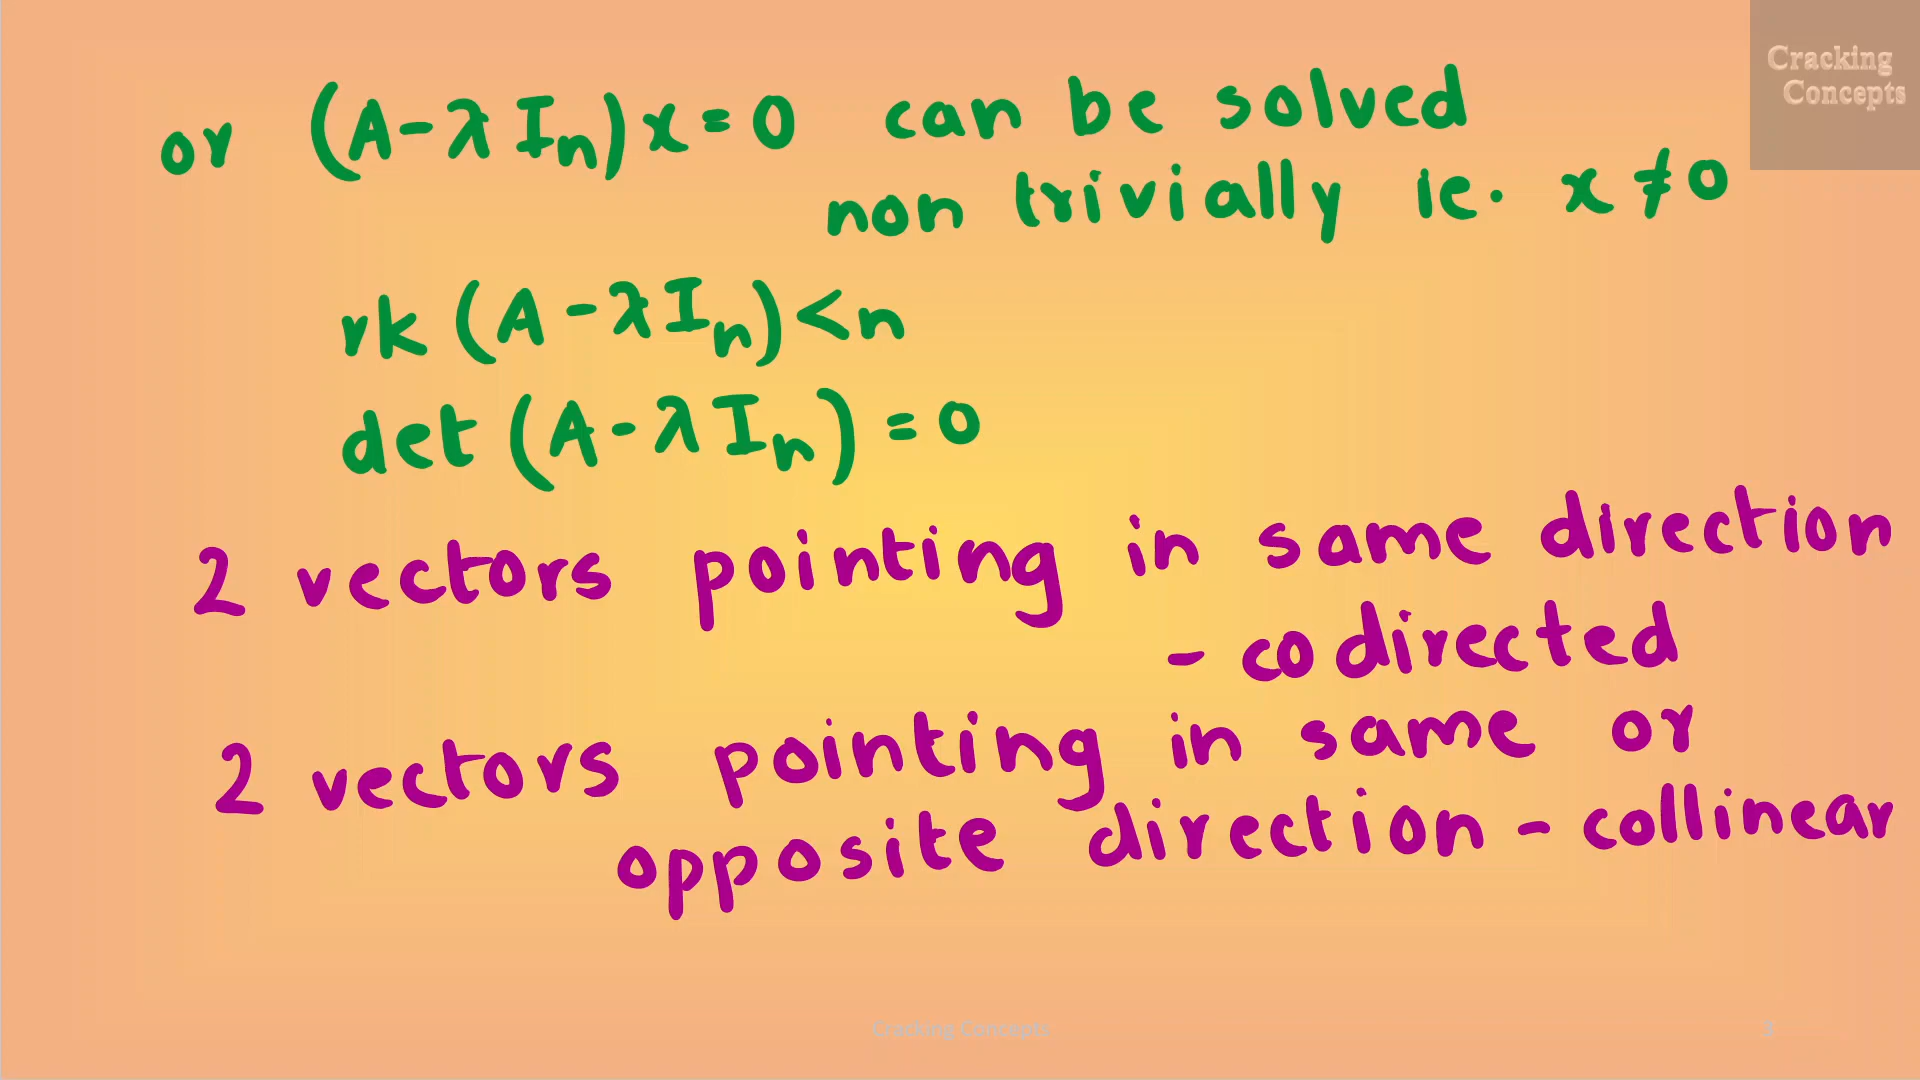 Cracking
Concepts
or (A-λIn)x=0 can be solved
non trivially ie. x≠0
rk (A-λIn)<n
det (A-λIn)=0
2 vectors pointing in same direction
- codirected
2 vectors pointing in same or
opposite direction - collinear
Cracking Concepts 3